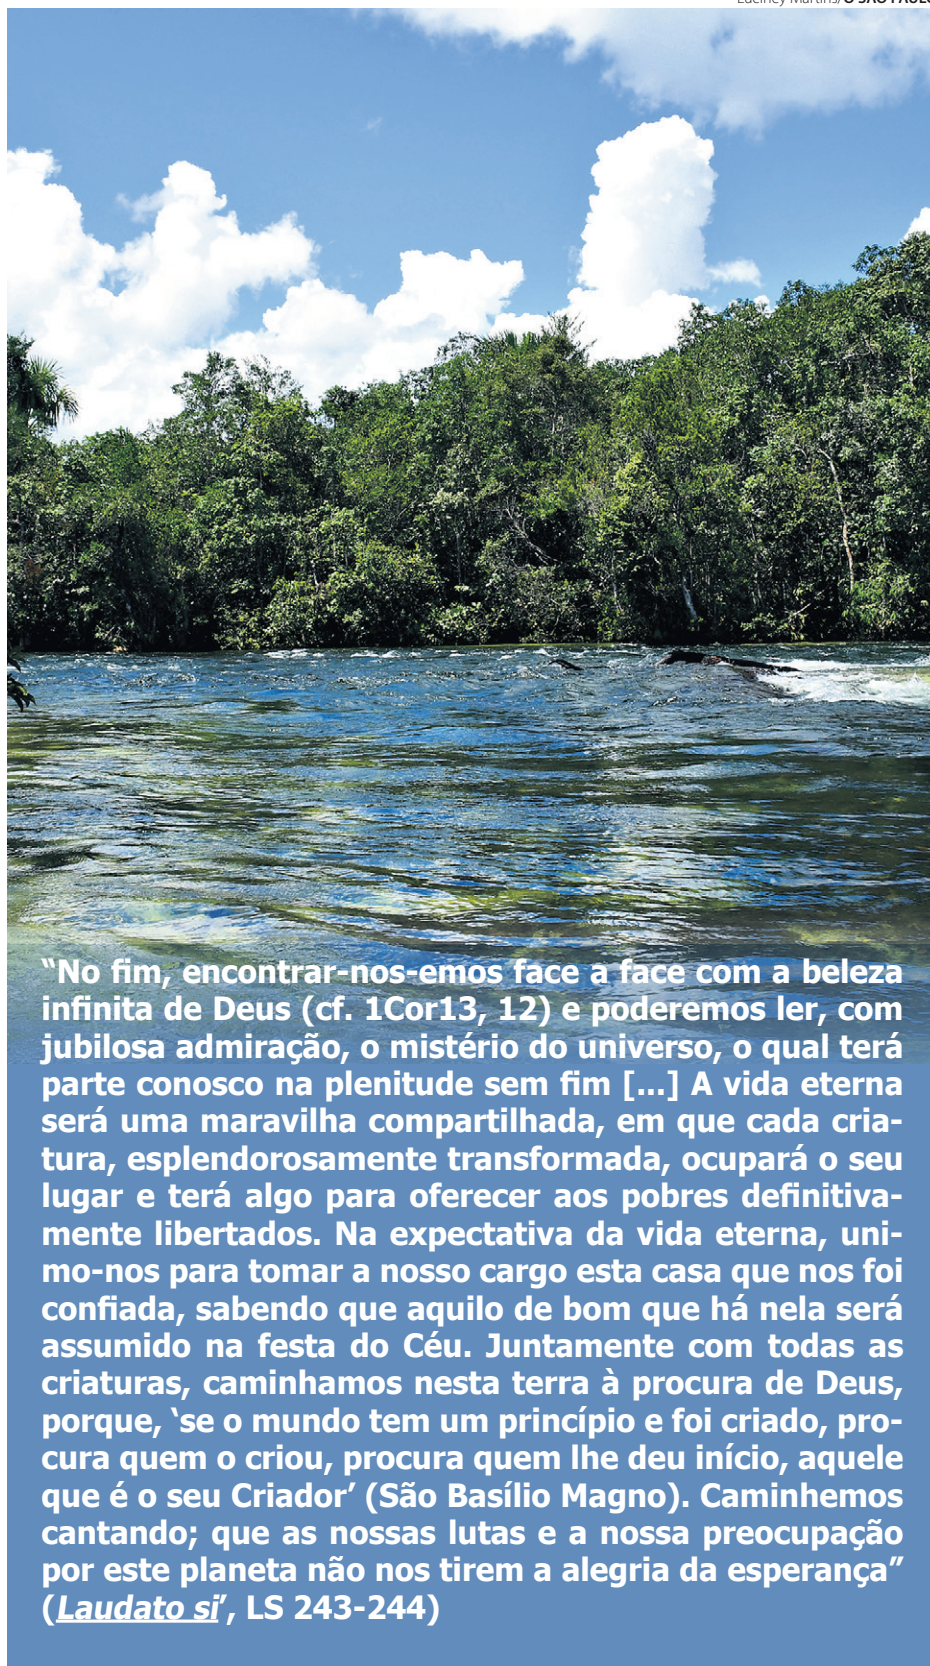 Luciney Martins/O SÃO PAULO
“No fim, encontrar-nos-emos face a face com a beleza
infinita de Deus (cf. 1Cor13, 12) e poderemos ler, com
jubilosa admiração, o mistério do universo, o qual terá
parte conosco na plenitude sem fim [...] A vida eterna
será uma maravilha compartilhada, em que cada cria-
tura, esplendorosamente transformada, ocupará o seu
lugar e terá algo para oferecer aos pobres definitiva-
mente libertados. Na expectativa da vida eterna, uni-
mo-nos para tomar a nosso cargo esta casa que nos foi
confiada, sabendo que aquilo de bom que há nela será
assumido na festa do Céu. Juntamente com todas as
criaturas, caminhamos nesta terra à procura de Deus,
porque, ‘se o mundo tem um princípio e foi criado, pro-
cura quem o criou, procura quem lhe deu início, aquele
que é o seu Criador’ (São Basílio Magno). Caminhemos
cantando; que as nossas lutas e a nossa preocupação
por este planeta não nos tirem a alegria da esperança”
(Laudato si’, LS 243-244)